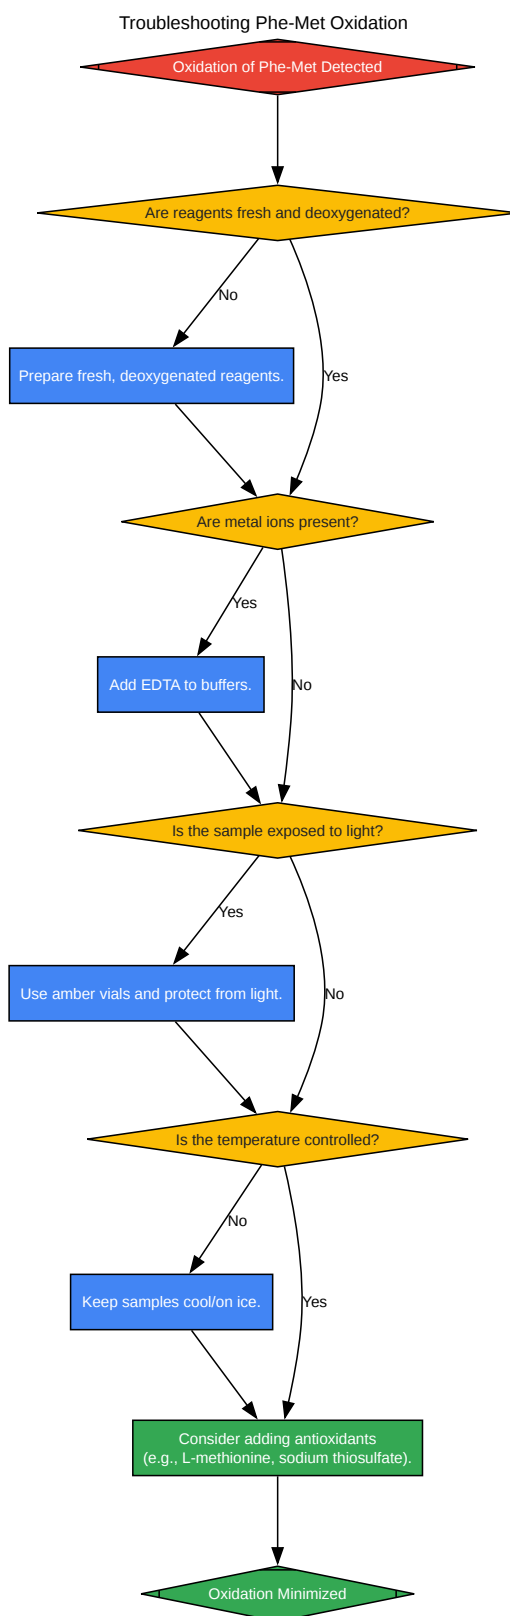 Troubleshooting Phe-Met Oxidation
Oxidation of Phe-Met Detected
Are reagents fresh and deoxygenated?
No
Prepare fresh, deoxygenated reagents.
Yes
Are metal ions present?
Yes
Add EDTA to buffers.
No
Is the sample exposed to light?
Yes
Use amber vials and protect from light.
No
Is the temperature controlled?
No
Keep samples cool/on ice.
Yes
Consider adding antioxidants
(e.g., L-methionine, sodium thiosulfate).
Oxidation Minimized